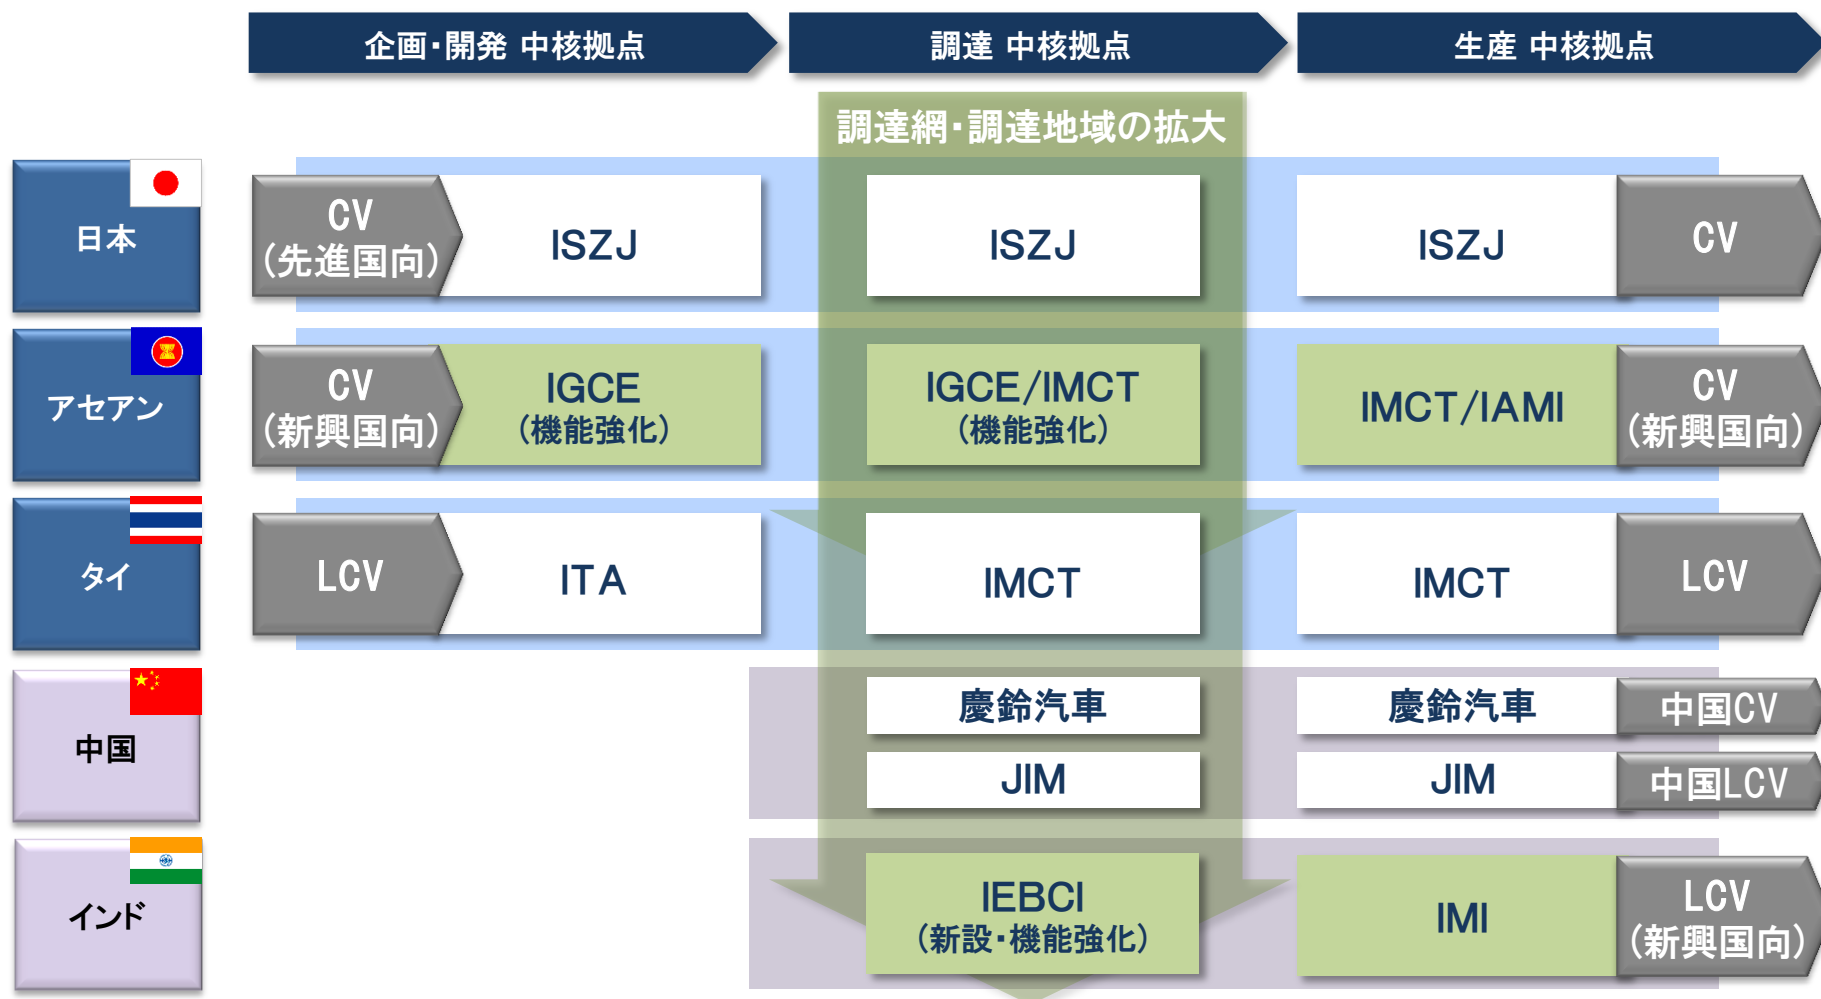 企画・開発 中核拠点
調達 中核拠点
生産 中核拠点
調達網・調達地域の拡大
日本
CV
(先進国向)
ISZJ
ISZJ
ISZJ
CV
アセアン
CV
(新興国向)
IGCE
(機能強化)
IGCE/IMCT
(機能強化)
IMCT/IAMI
CV
(新興国向)
タイ
LCV
ITA
IMCT
IMCT
LCV
中国
慶鈴汽車
慶鈴汽車
中国CV
JIM
JIM
中国LCV
インド
IEBCI
(新設・機能強化)
IMI
LCV
(新興国向)